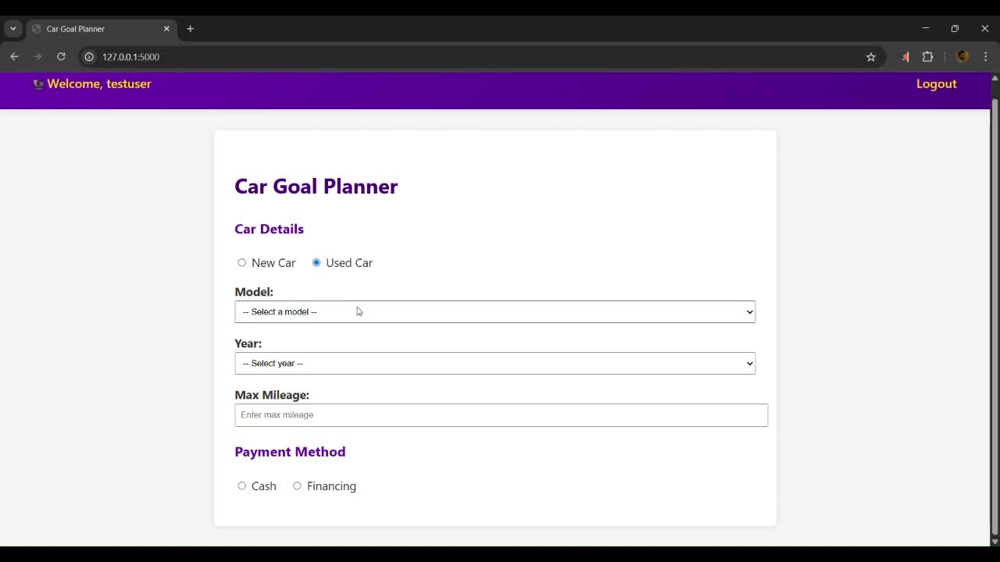 Car Goal Planner
127.0.0.1:5000
Welcome, testuser
Logout
Car Goal Planner
Car Details
New Car Used Car
Model:
-- Select a model --
Year:
-- Select year --
Max Mileage:
Enter max mileage
Payment Method
Cash Financing